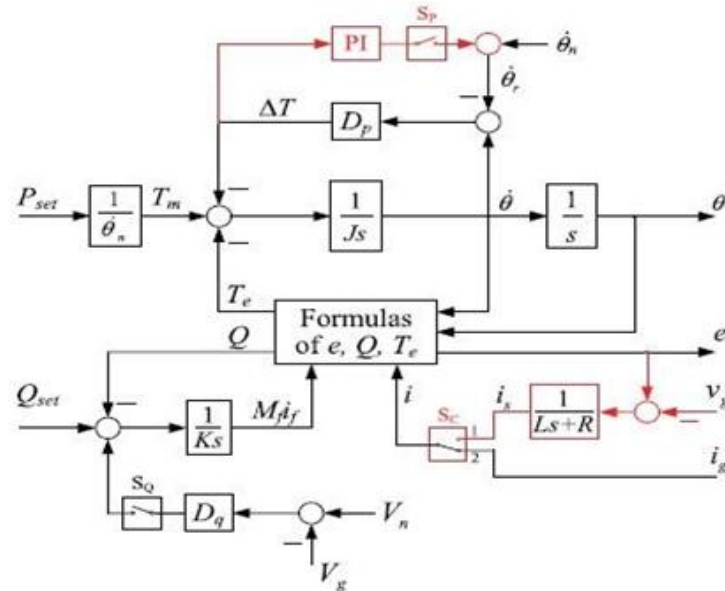 S_P
PI
θ̇_n
θ̇_r
ΔT
D_p
P_set
1/θ̇_n
T_m
1/Js
θ̇
1/s
θ
T_e
Formulas
of e, Q, T_e
Q
e
Q_set
1/Ks
M_f i_f
i
S_C
1
2
i_s
1/(Ls+R)
i_g
S_Q
D_q
V_n
V_g